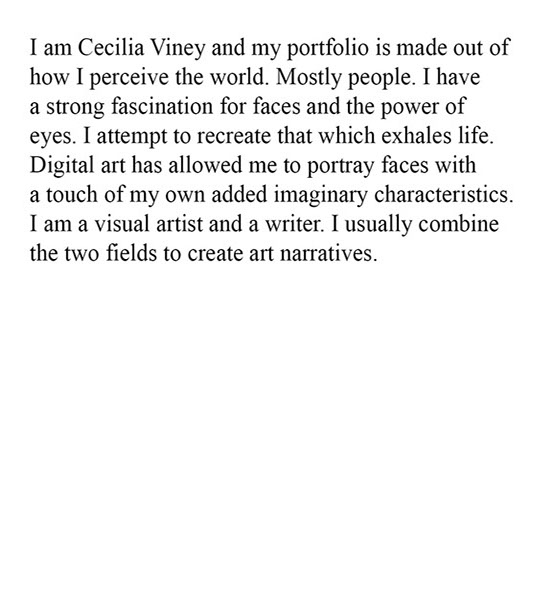 I am Cecilia Viney and my portfolio is made out of
how I perceive the world. Mostly people. I have
a strong fascination for faces and the power of
eyes. I attempt to recreate that which exhales life.
Digital art has allowed me to portray faces with
a touch of my own added imaginary characteristics.
I am a visual artist and a writer. I usually combine
the two fields to create art narratives.